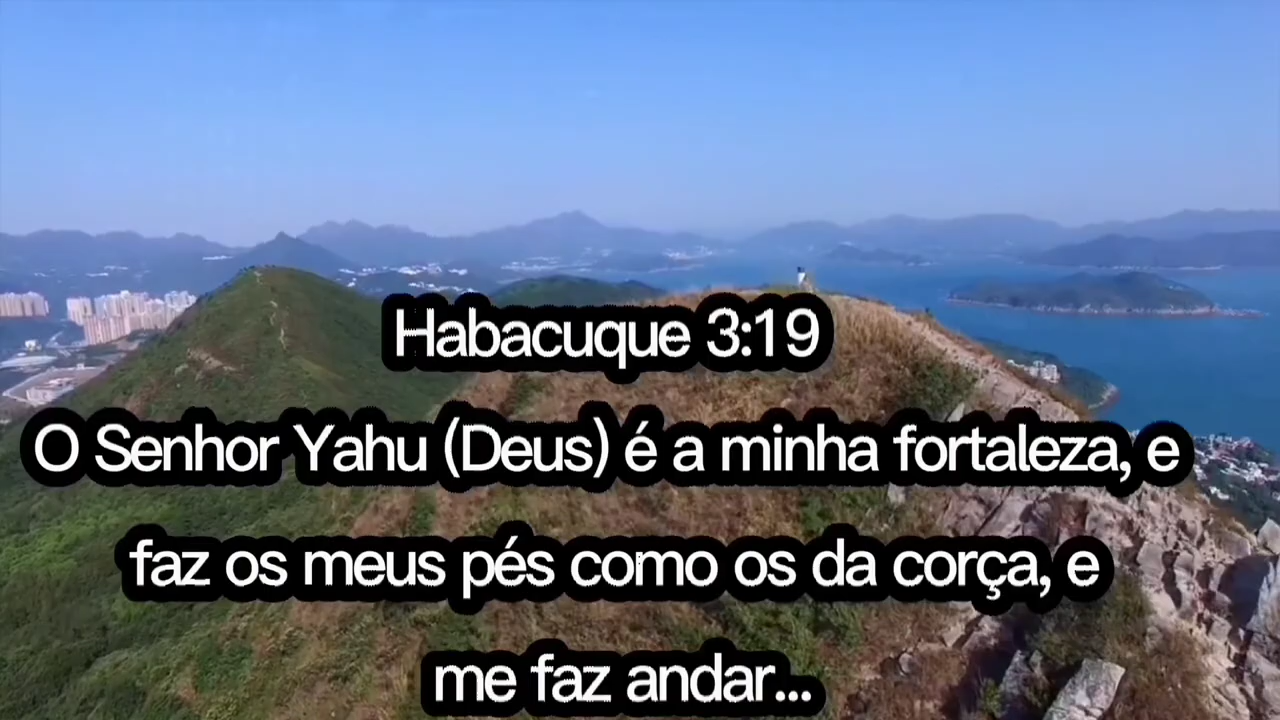 Habacuque 3:19
O Senhor Yahu (Deus) é a minha fortaleza, e
faz os meus pés como os da corça, e
me faz andar...